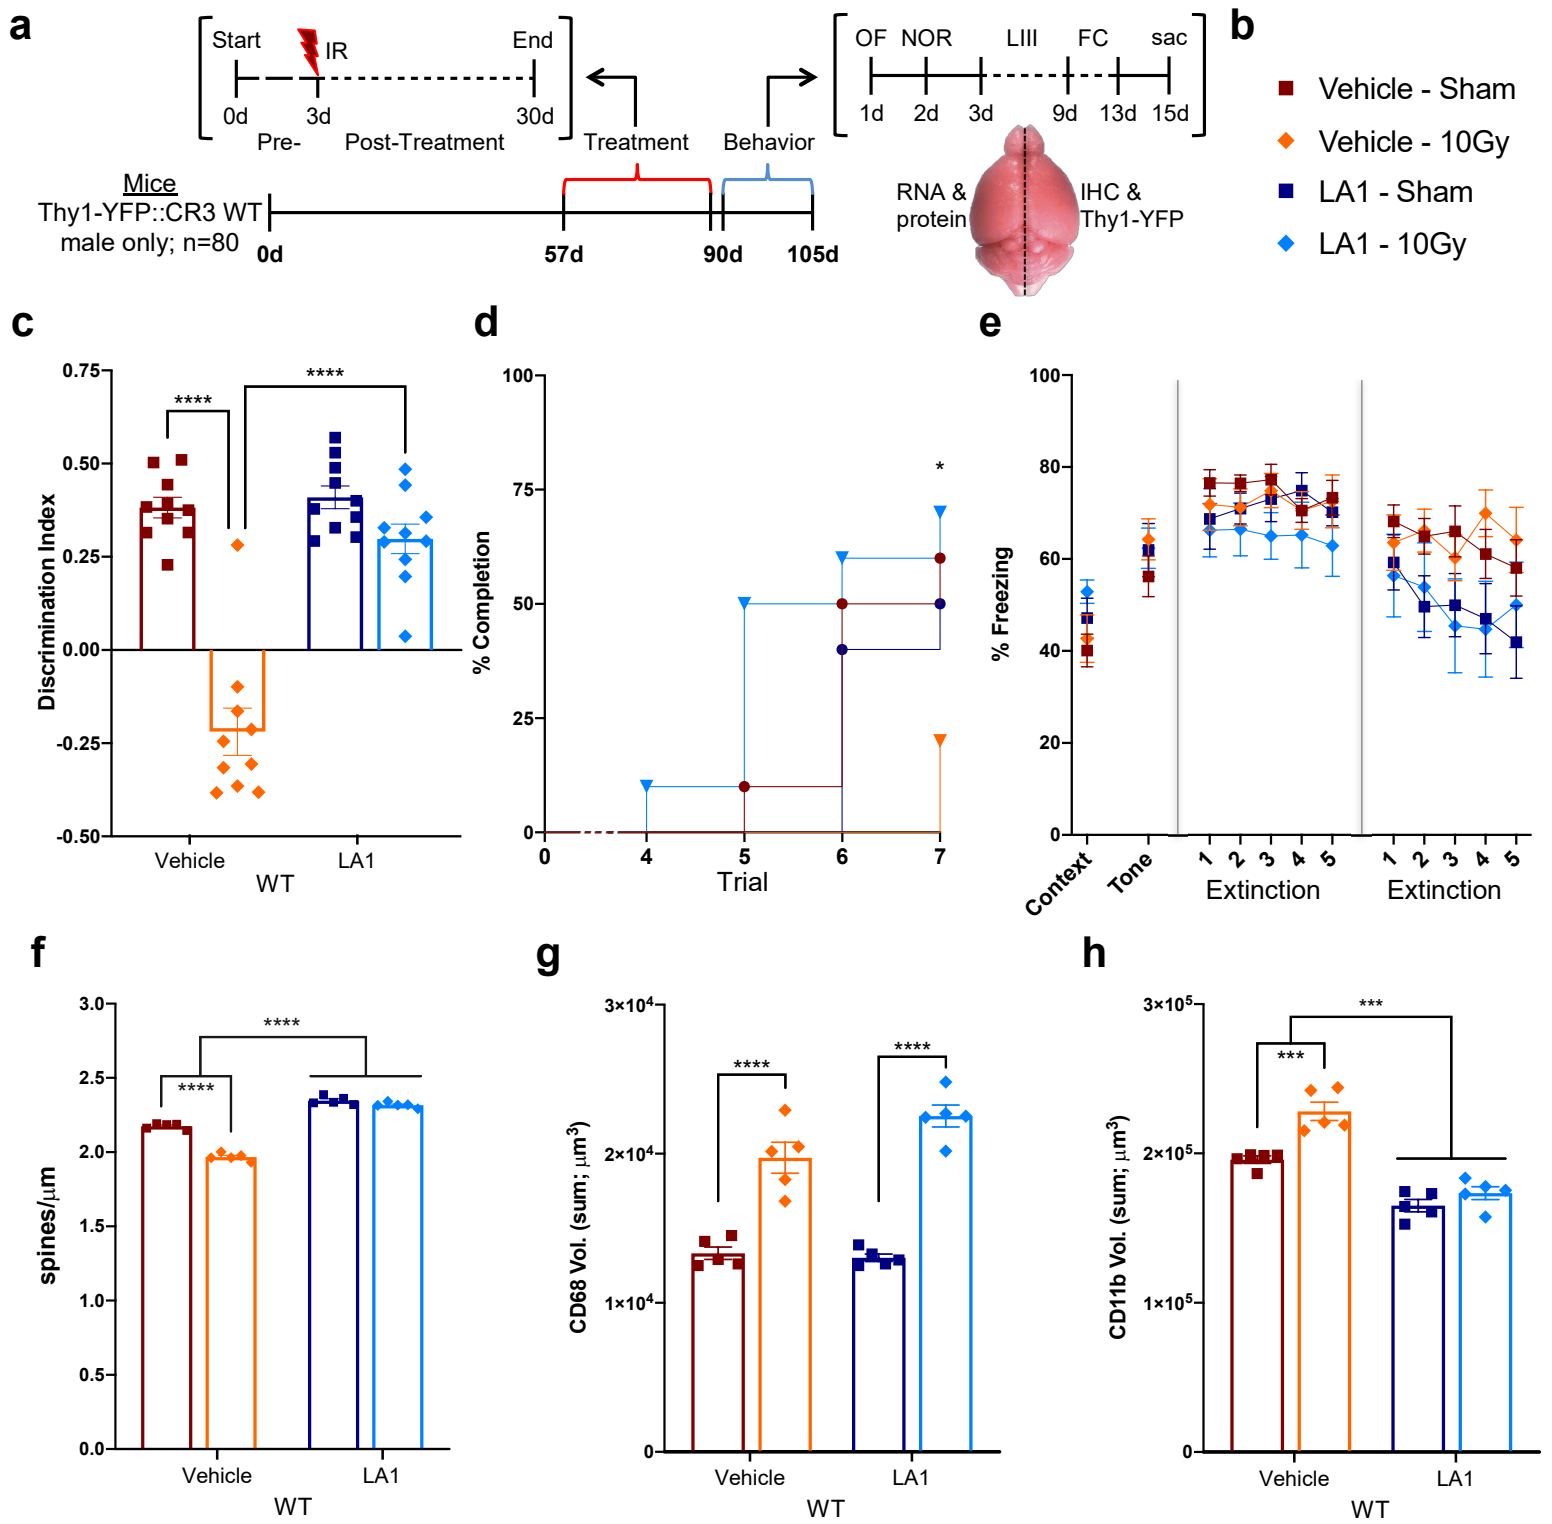 a
Start
IR
End
0d
3d
30d
Pre-
Post-Treatment
Treatment
Behavior
OF
NOR
LIII
FC
sac
1d
2d
3d
9d
13d
15d
Mice
Thy1-YFP::CR3 WT
male only; n=80
0d
57d
90d
105d
RNA &
protein
IHC &
Thy1-YFP
b
Vehicle - Sham
Vehicle - 10Gy
LA1 - Sham
LA1 - 10Gy
c
Discrimination Index
0.75
0.50
0.25
0.00
-0.25
-0.50
****
****
Vehicle
LA1
WT
d
% Completion
100
75
50
25
0
*
0
4
5
6
7
Trial
e
% Freezing
100
80
60
40
20
0
Context
Tone
1
2
3
4
5
Extinction
1
2
3
4
5
Extinction
f
spines/μm
3.0
2.5
2.0
1.5
1.0
0.5
0.0
****
****
Vehicle
LA1
WT
g
CD68 Vol. (sum; μm³)
3×10⁴
2×10⁴
1×10⁴
0
****
****
Vehicle
LA1
WT
h
CD11b Vol. (sum; μm³)
3×10⁵
2×10⁵
1×10⁵
0
***
***
Vehicle
LA1
WT